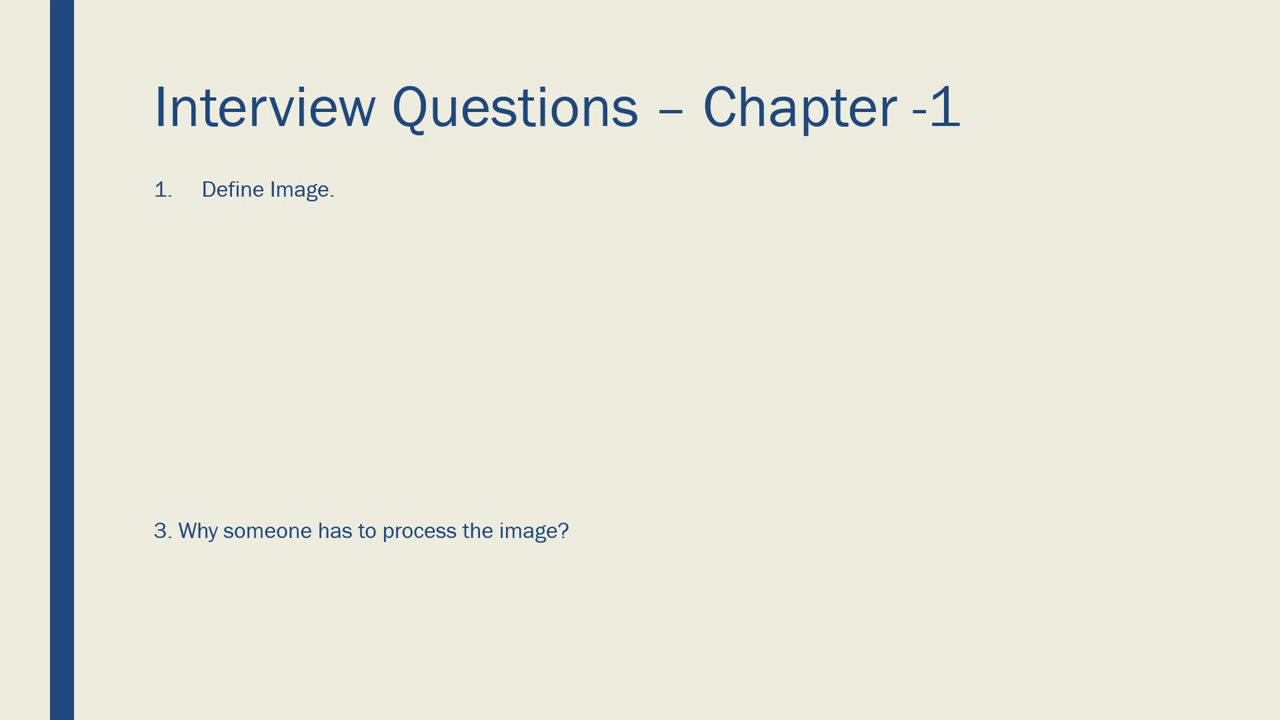 Interview Questions – Chapter -1
1. Define Image.
3. Why someone has to process the image?